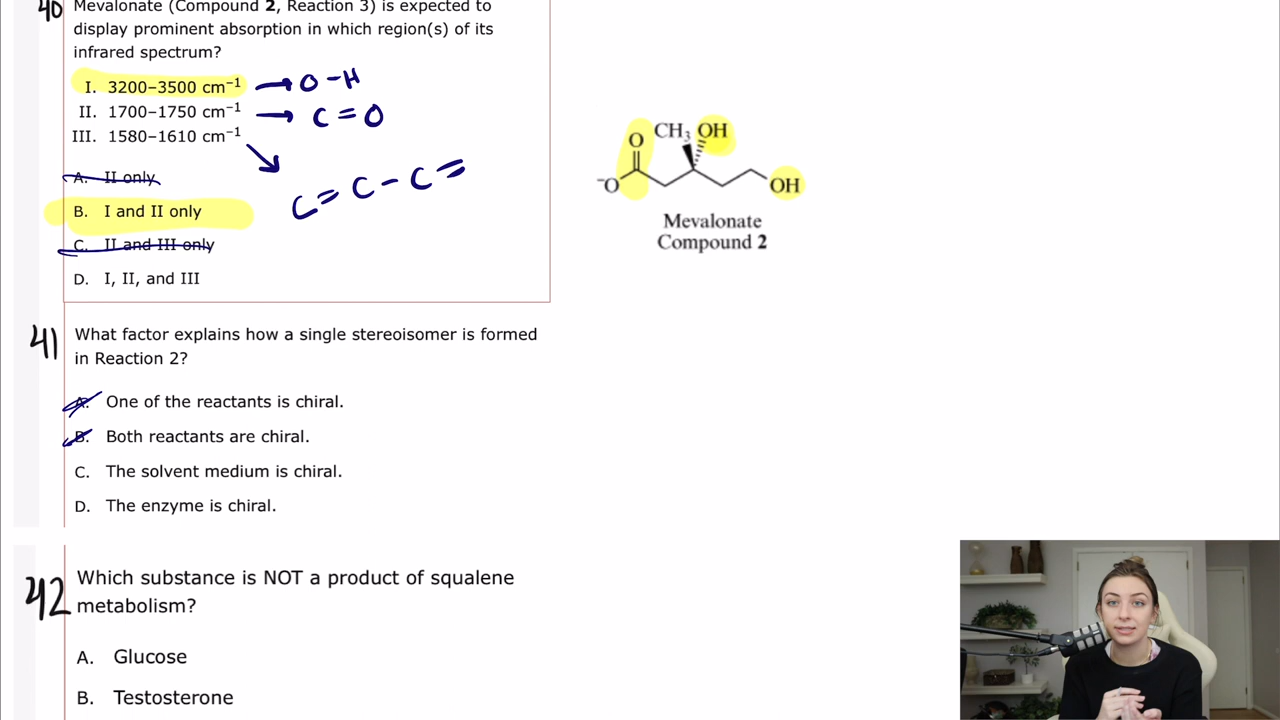 40
Mevalonate (Compound 2, Reaction 3) is expected to
display prominent absorption in which region(s) of its
infrared spectrum?
I. 3200–3500 cm⁻¹ → O-H
II. 1700–1750 cm⁻¹ → C=O
III. 1580–1610 cm⁻¹
C=C-C=
A. II only
B. I and II only
C. II and III only
D. I, II, and III
O
CH₃ OH
⁻O
OH
Mevalonate
Compound 2
41
What factor explains how a single stereoisomer is formed
in Reaction 2?
A. One of the reactants is chiral.
B. Both reactants are chiral.
C. The solvent medium is chiral.
D. The enzyme is chiral.
42
Which substance is NOT a product of squalene
metabolism?
A. Glucose
B. Testosterone